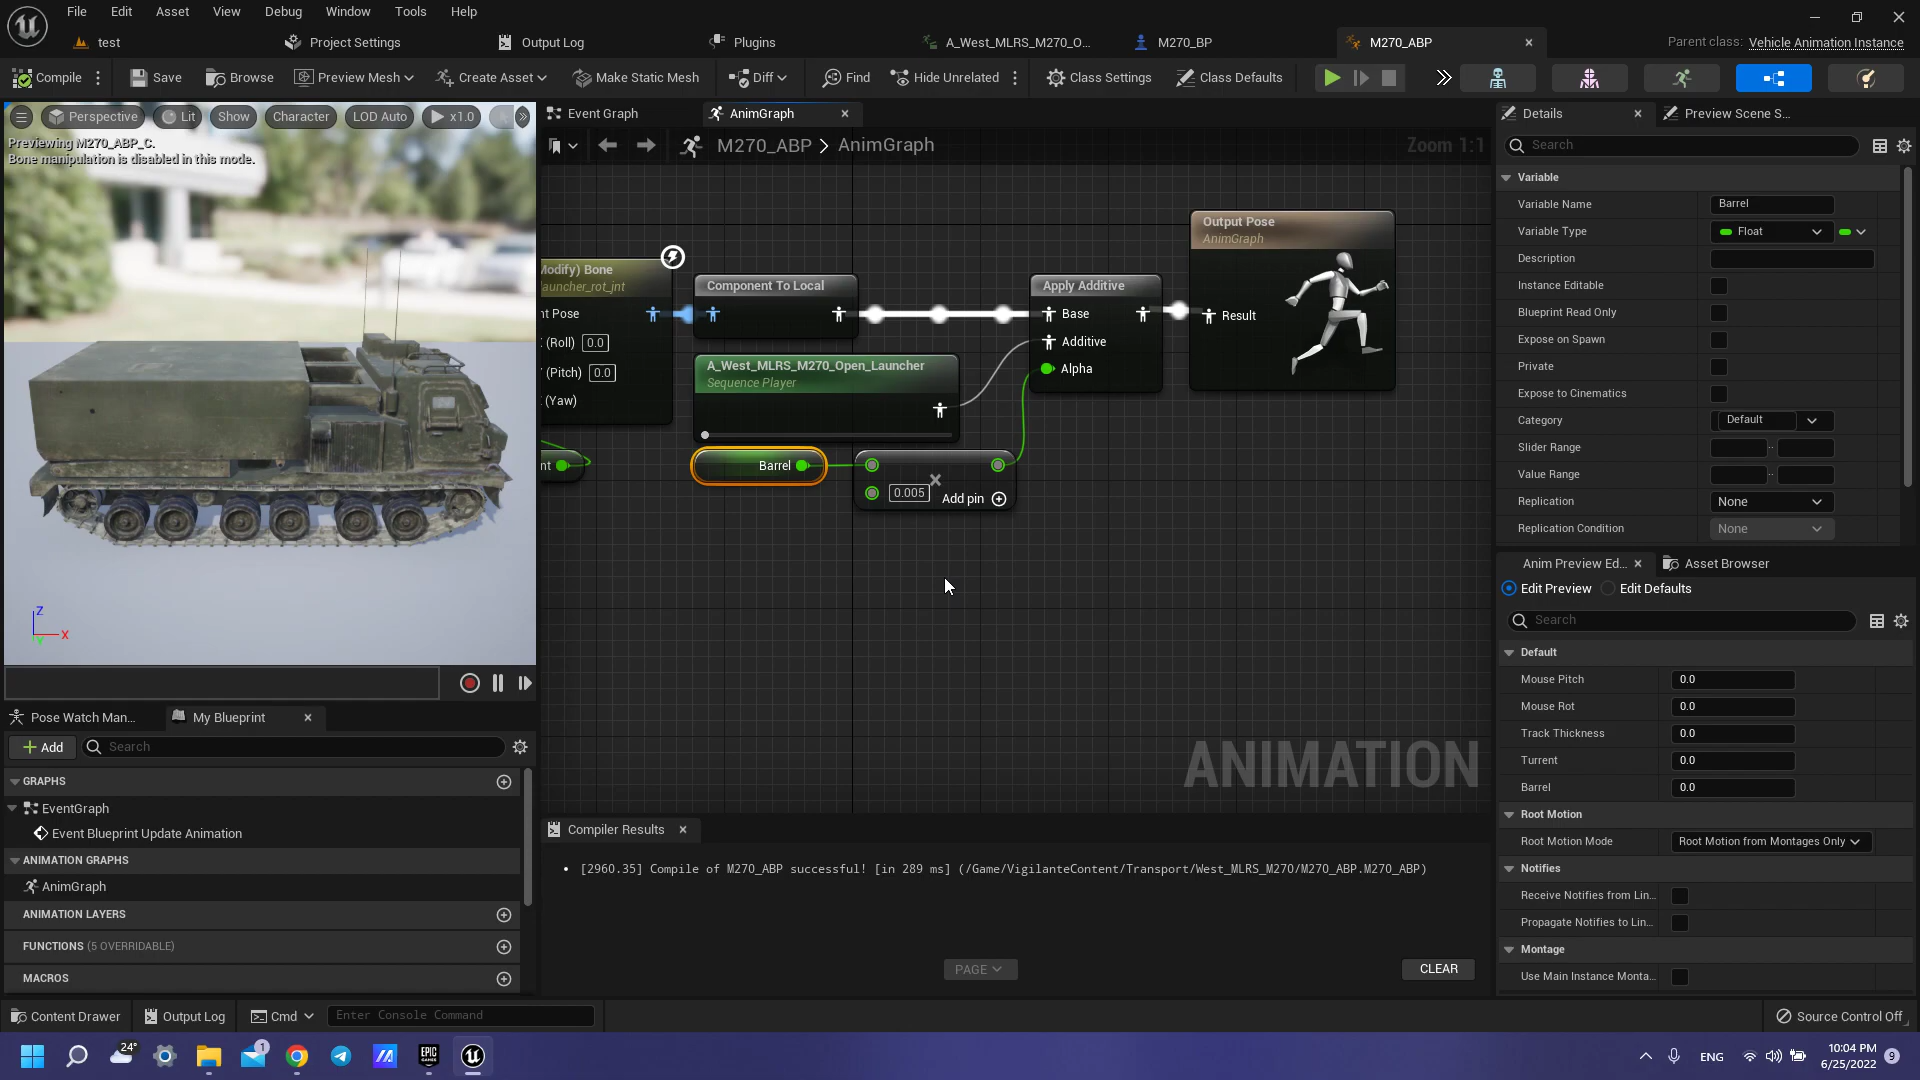 File Edit Asset View Debug Window Tools Help
test Project Settings Output Log Plugins A_West_MLRS_M270_O... M270_BP M270_ABP Parent class: Vehicle Animation Instance
Compile Save Browse Preview Mesh Create Asset Make Static Mesh Diff Find Hide Unrelated Class Settings Class Defaults
Perspective Lit Show Character LOD Auto x1.0
Previewing M270_ABP_C.
Bone manipulation is disabled in this mode.
Z
X
Y
Pose Watch Man... My Blueprint
Add Search
GRAPHS
EventGraph
Event Blueprint Update Animation
ANIMATION GRAPHS
AnimGraph
ANIMATION LAYERS
FUNCTIONS (5 OVERRIDABLE)
MACROS
Event Graph AnimGraph
M270_ABP > AnimGraph Zoom 1:1
Modify) Bone
auncher_rot_jnt
nt Pose
(Roll) 0.0
(Pitch) 0.0
(Yaw)
nt
Component To Local
A_West_MLRS_M270_Open_Launcher
Sequence Player
Barrel
0.005 Add pin
Apply Additive
Base
Additive
Alpha
Output Pose
AnimGraph
Result
ANIMATION
Compiler Results
[2960.35] Compile of M270_ABP successful! [in 289 ms] (/Game/VigilanteContent/Transport/West_MLRS_M270/M270_ABP.M270_ABP)
PAGE CLEAR
Details Preview Scene S...
Search
Variable
Variable Name Barrel
Variable Type Float
Description
Instance Editable
Blueprint Read Only
Expose on Spawn
Private
Expose to Cinematics
Category Default
Slider Range
Value Range
Replication None
Replication Condition None
Anim Preview Ed... Asset Browser
Edit Preview Edit Defaults
Search
Default
Mouse Pitch 0.0
Mouse Rot 0.0
Track Thickness 0.0
Turrent 0.0
Barrel 0.0
Root Motion
Root Motion Mode Root Motion from Montages Only
Notifies
Receive Notifies from Lin...
Propagate Notifies to Lin...
Montage
Use Main Instance Monta...
Content Drawer Output Log Cmd Enter Console Command Source Control Off
24° 1 EPIC GAMES ENG 10:04 PM 9
6/25/2022